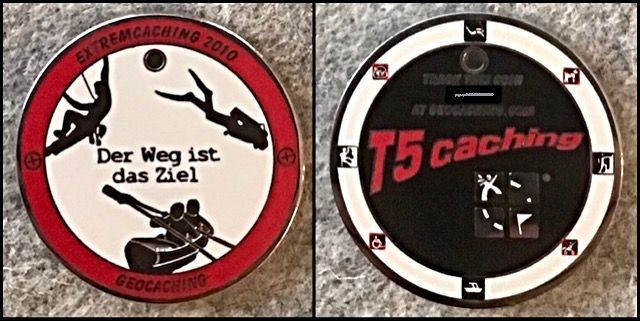 EXTREMCACHING 2010
Der Weg ist
das Ziel
GEOCACHING
TRACK THIS COIN
AT GEOCACHING.COM
T5 caching